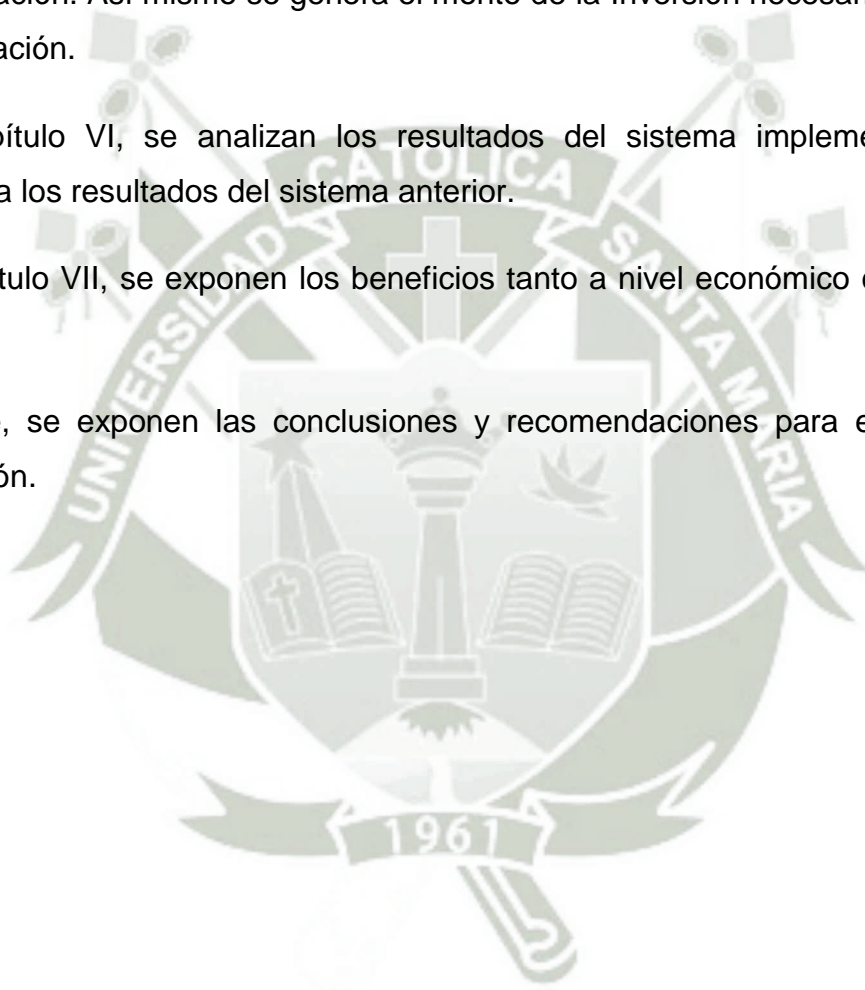 ación. Así mismo se genera el monto de la Inversión necesar
ación.
pítulo VI, se analizan los resultados del sistema impleme
a los resultados del sistema anterior.
tulo VII, se exponen los beneficios tanto a nivel económico
, se exponen las conclusiones y recomendaciones para e
ón.
UNIVERSIDAD CATOLICA SANTA MARIA
1961